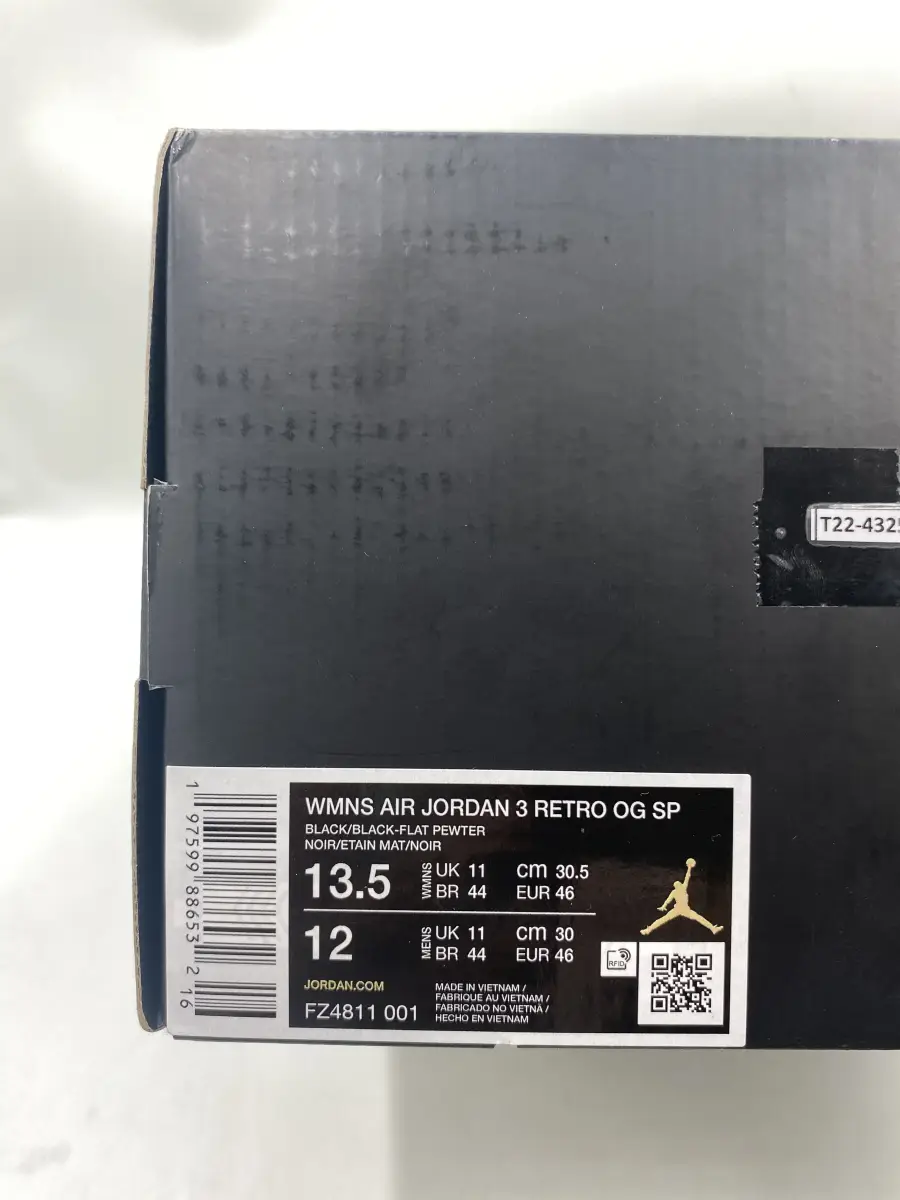 T22-4325
WMNS AIR JORDAN 3 RETRO OG SP
BLACK/BLACK-FLAT PEWTER
NOIR/ETAIN MAT/NOIR
13.5 WMNS UK 11 cm 30.5
BR 44 EUR 46
12 MENS UK 11 cm 30
BR 44 EUR 46
RFID
JORDAN.COM
FZ4811 001
MADE IN VIETNAM /
FABRIQUE AU VIETNAM /
FABRICADO NO VIETNÃ /
HECHO EN VIETNAM
1 97599 88653 2 16